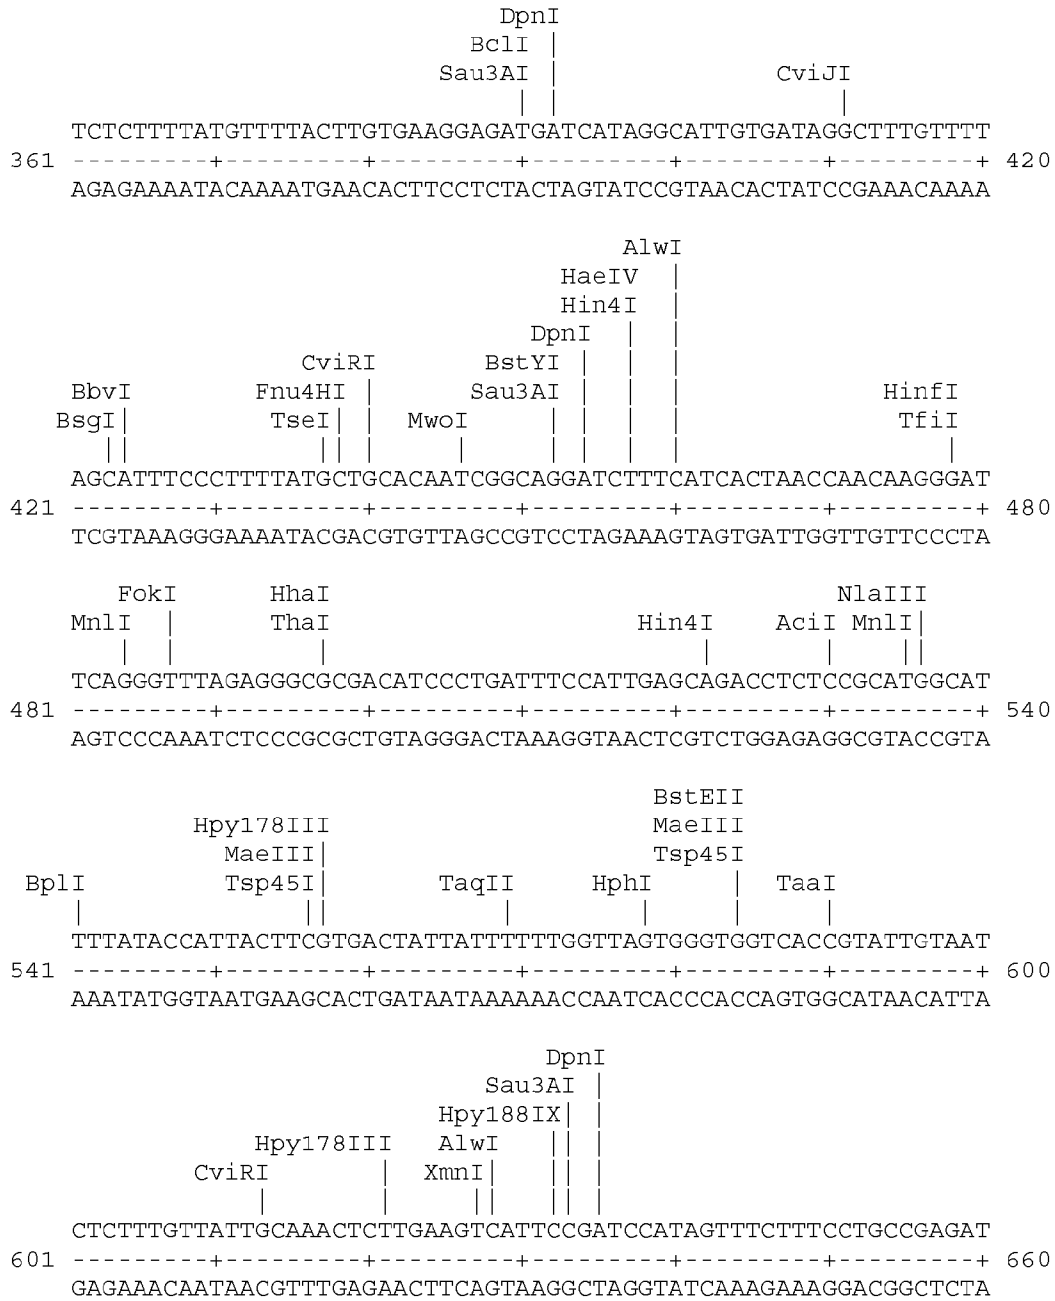 DpnI
BclI |
Sau3AI | CviJI
| | |
TCTCTTTTATGTTTTACTTGTGAAGGAGATGATCATAGGCATTGTGATAGGCTTTGTTTT
361 ---------+---------+---------+---------+---------+---------+ 420
AGAGAAAATACAAAATGAACACTTCCTCTACTAGTATCCGTAACACTATCCGAAACAAAA
AlwI
HaeIV |
Hin4I |
DpnI | |
CviRI BstYI | | |
BbvI Fnu4HI | Sau3AI | | | HinfI
BsgI| TseI| | MwoI | | | | TfiI
|| || | | | | | | |
AGCATTTCCCTTTTATGCTGCACAATCGGCAGGATCTTTCATCACTAACCAACAAGGGAT
421 ---------+---------+---------+---------+---------+---------+ 480
TCGTAAAGGGAAAATACGACGTGTTAGCCGTCCTAGAAAGTAGTGATTGGTTGTTCCCTA
FokI HhaI NlaIII
MnlI | ThaI Hin4I AciI MnlI|
| | | | | ||
TCAGGGTTTAGAGGGCGCGACATCCCTGATTTCCATTGAGCAGACCTCTCCGCATGGCAT
481 ---------+---------+---------+---------+---------+---------+ 540
AGTCCCAAATCTCCCGCGCTGTAGGGACTAAAGGTAACTCGTCTGGAGAGGCGTACCGTA
BstEII
Hpy178III MaeIII
MaeIII| Tsp45I
BplI Tsp45I| TaqII HphI | TaaI
| || | | | |
TTTATACCATTACTTCGTGACTATTATTTTTTGGTTAGTGGGTGGTCACCGTATTGTAAT
541 ---------+---------+---------+---------+---------+---------+ 600
AAATATGGTAATGAAGCACTGATAATAAAAAACCAATCACCCACCAGTGGCATAACATTA
DpnI
Sau3AI |
Hpy188IX| |
Hpy178III AlwI || |
CviRI | XmnI| || |
| | || || |
CTCTTTGTTATTGCAAACTCTTGAAGTCATTCCGATCCATAGTTTCTTTCCTGCCGAGAT
601 ---------+---------+---------+---------+---------+---------+ 660
GAGAAACAATAACGTTTGAGAACTTCAGTAAGGCTAGGTATCAAAGAAAGGACGGCTCTA